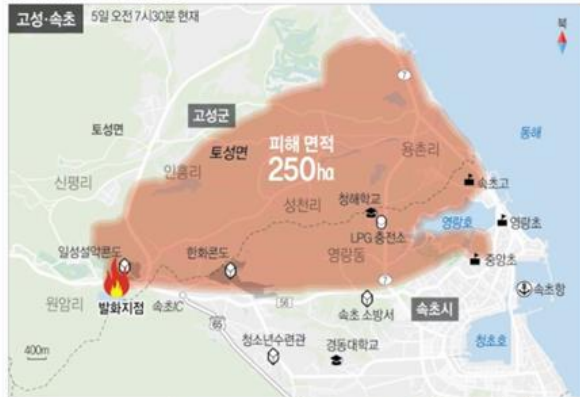 고성·속초
5일 오전 7시30분 현재
북
7
고성군
토성면
동해
토성면
피해 면적
용촌리
인흥리
250ha
신평리
속초고
청해학교
성천리
영랑호
영랑초
LPG 충전소
일성설악콘도
한화콘도
영랑동
중앙초
7
속초항
원암리
발화지점
속초IC
56
속초 소방서
속초시
65
청소년수련관
청초호
400m
경동대학교